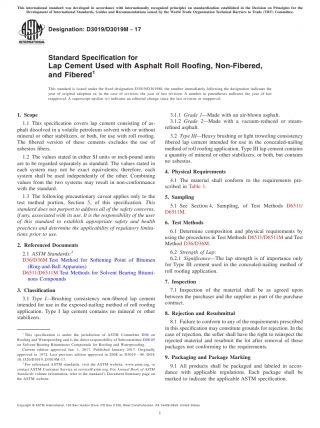 This international standard was developed in accordance with internationally recognized principles on standardization established in the Decision on Principles for the
Development of International Standards, Guides and Recommendations issued by the World Trade Organization Technical Barriers to Trade (TBT) Committee.
Designation: D3019/D3019M − 17
Standard Specification for
Lap Cement Used with Asphalt Roll Roofing, Non-Fibered,
and Fibered¹
This standard is issued under the fixed designation D3019/D3019M; the number immediately following the designation indicates the
year of original adoption or, in the case of revision, the year of last revision. A number in parentheses indicates the year of last
reapproval. A superscript epsilon (ε) indicates an editorial change since the last revision or reapproval.
1. Scope
1.1 This specification covers lap cement consisting of as-
phalt dissolved in a volatile petroleum solvent with or without
mineral or other stabilizers, or both, for use with roll roofing.
The fibered version of these cements excludes the use of
asbestos fibers.
1.2 The values stated in either SI units or inch-pound units
are to be regarded separately as standard. The values stated in
each system may not be exact equivalents; therefore, each
system shall be used independently of the other. Combining
values from the two systems may result in non-conformance
with the standard.
1.3 The following precautionary caveat applies only to the
test method portion, Section 5, of this specification. This
standard does not purport to address all of the safety concerns,
if any, associated with its use. It is the responsibility of the user
of this standard to establish appropriate safety and health
practices and determine the applicability of regulatory limita-
tions prior to use.
2. Referenced Documents
2.1 ASTM Standards:²
D36/D36M Test Method for Softening Point of Bitumen
(Ring-and-Ball Apparatus)
D6511/D6511M Test Methods for Solvent Bearing Bitumi-
nous Compounds
3. Classification
3.1 Type I—Brushing consistency non-fibered lap cement
intended for use in the exposed-nailing method of roll roofing
application. Type I lap cement contains no mineral or other
stabilizers.
¹ This specification is under the jurisdiction of ASTM Committee D08 on
Roofing and Waterproofing and is the direct responsibility of Subcommittee
on Solvent Bearing Bituminous Compounds for Roofing and Waterproofing.
Current edition approved Jan. 1, 2017. Published January 2017. Originally
approved in 1972. Last previous edition approved in 2008 as D3019 – 08.
² For referenced ASTM standards, visit the ASTM website, www.astm.org, or
contact ASTM Customer Service at service@astm.org. For Annual Book of ASTM
Standards volume information, refer to the standard's Document Summary page on
the ASTM website.
3.1.1 Grade 1—Made with an air-blown asphalt.
3.1.2 Grade 2—Made with a vacuum-reduced or steam-
refined asphalt.
3.2 Type III—Heavy brushing or light troweling consistency
fibered lap cement intended for use in the concealed-nailing
method of roll roofing application. Type III lap cement contains
a quantity of mineral or other stabilizers, or both, but contains
no asbestos.
4. Physical Requirements
4.1 The material shall conform to the requirements pre-
scribed in Table 1.
5. Sampling
5.1 See Section 4, Sampling, of Test Methods D6511/
D6511M.
6. Test Methods
6.1 Determine composition and physical requirements by
using the procedures in Test Methods D6511/D6511M and Test
Method D36/D36M.
6.2 Strength of Lap:
6.2.1 Significance—The lap strength is of importance only
for Type III cement used in the concealed-nailing method of
roll roofing application.
7. Inspection
7.1 Inspection of the material shall be as agreed upon
between the purchaser and the supplier as part of the purchase
contract.
8. Rejection and Resubmittal
8.1 Failure to conform to any of the requirements prescribed
in this specification may constitute grounds for rejection. In the
case of rejection, the seller shall have the right to reinspect the
rejected material and resubmit the lot after removal of those
packages not conforming to the requirements.
9. Packaging and Package Marking
9.1 All products shall be packaged and labeled in accor-
dance with applicable regulations. Each package shall be
marked to indicate the applicable ASTM specification.
Copyright © ASTM International, 100 Barr Harbor Drive, PO Box C700, West Conshohocken, PA 19428-2959. United States
1